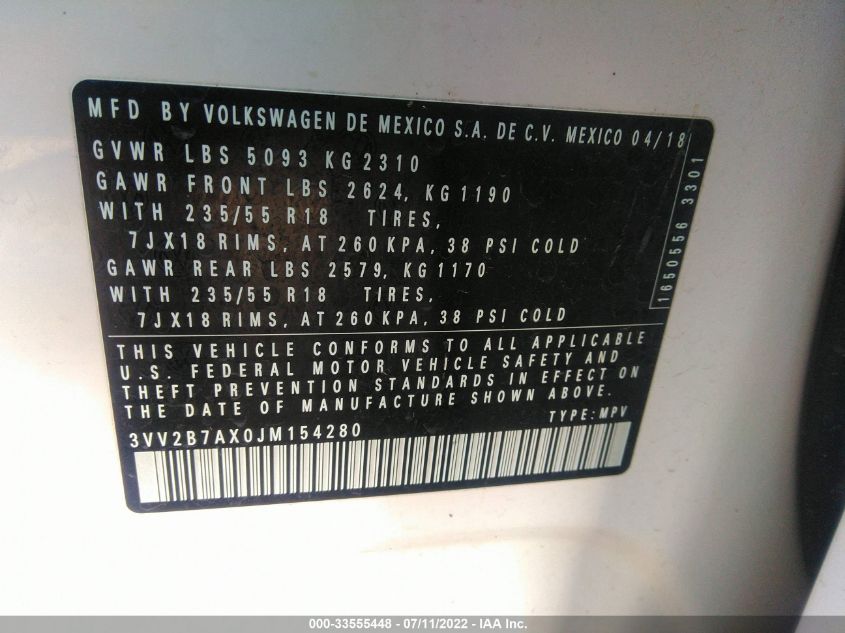 MFD BY VOLKSWAGEN DE MEXICO S.A. DE C.V. MEXICO 04/18
GVWR LBS 5093 KG 2310
GAWR FRONT LBS 2624, KG 1190
WITH 235/55 R18 TIRES,
7JX18 RIMS, AT 260 KPA, 38 PSI COLD
GAWR REAR LBS 2579, KG 1170
WITH 235/55 R18 TIRES,
7JX18 RIMS, AT 260 KPA, 38 PSI COLD
1650556 3301
THIS VEHICLE CONFORMS TO ALL APPLICABLE
U.S. FEDERAL MOTOR VEHICLE SAFETY AND
THEFT PREVENTION STANDARDS IN EFFECT ON
THE DATE OF MANUFACTURE SHOWN ABOVE.
3VV2B7AX0JM154280 TYPE: MPV
000-33555448 - 07/11/2022 - IAA Inc.